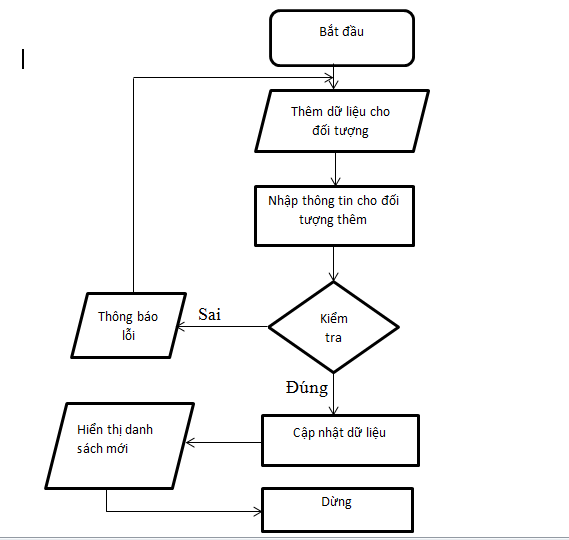 Bắt đầu
Thêm dữ liệu cho
đối tượng
Nhập thông tin cho đối
tượng thêm
Kiểm
tra
Sai
Thông báo
lỗi
Đúng
Cập nhật dữ liệu
Hiển thị danh
sách mới
Dừng